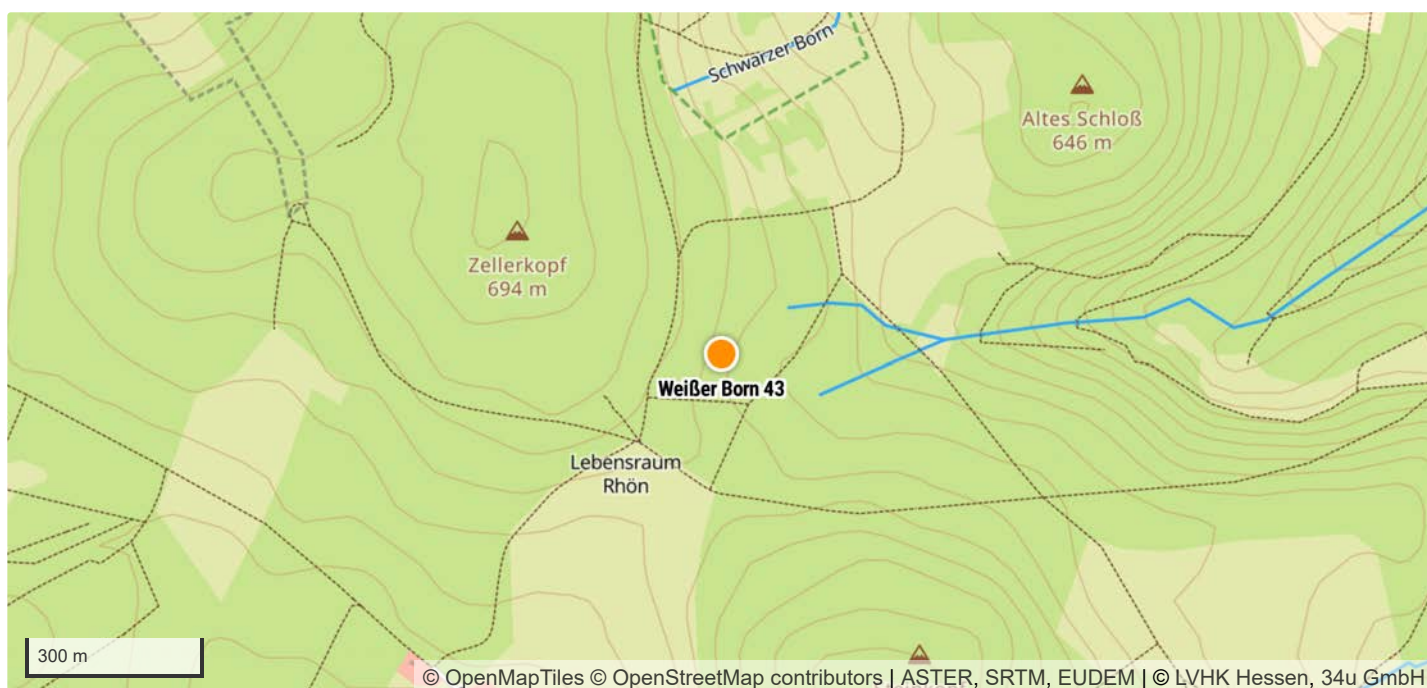 Schwarzer Born
Altes Schloß
646 m
Zellerkopf
694 m
Weißer Born 43
Lebensraum
Rhön
300 m
© OpenMapTiles © OpenStreetMap contributors | ASTER, SRTM, EUDEM | © LVHK Hessen, 34u GmbH